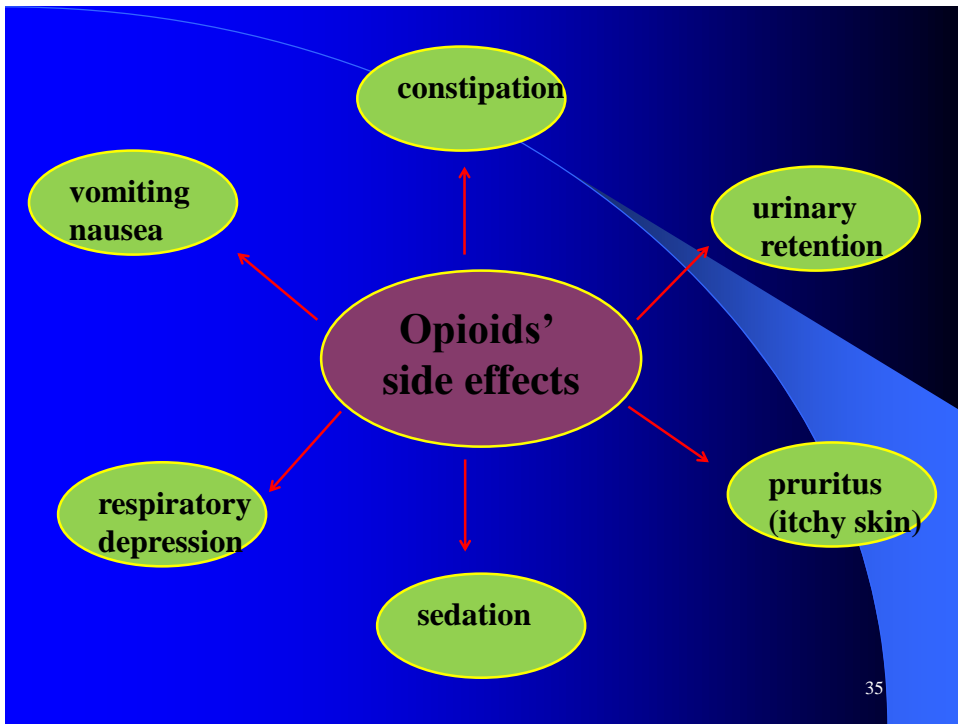 constipation
vomiting
nausea
urinary
retention
Opioids’
side effects
respiratory
depression
pruritus
(itchy skin)
sedation
35